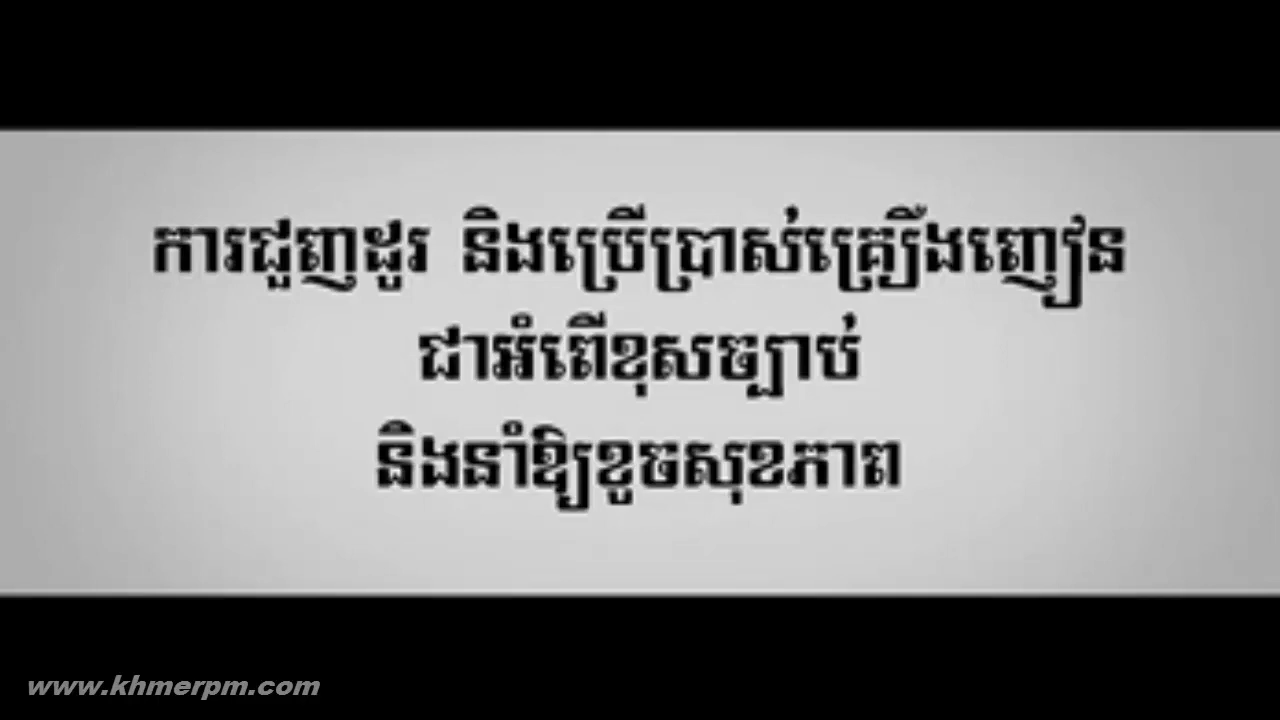 ការជួញដូរ និងប្រើប្រាស់គ្រឿងញៀន
ជាអំពើខុសច្បាប់
និងនាំឱ្យខូចសុខភាព
www.khmerpm.com